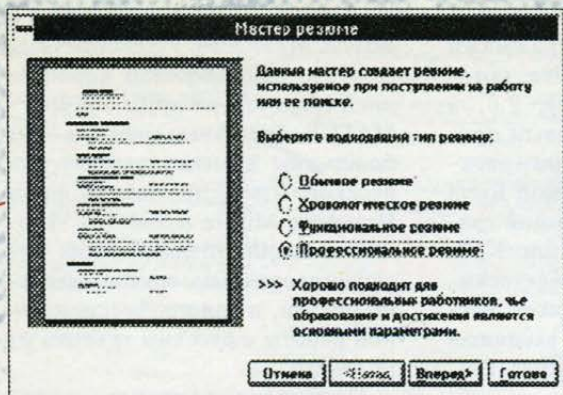 Мастер резюме
Данный мастер создает резюме,
используемое при поступлении на работу
или ее поиске.
Выберите подходящий тип резюме:
Обычное резюме
Хронологическое резюме
Функциональное резюме
Профессиональное резюме
>>> Хорошо подходит для
профессиональных работников, чье
образование и достижения являются
основными параметрами.
Отмена <Назад Вперед> Готово